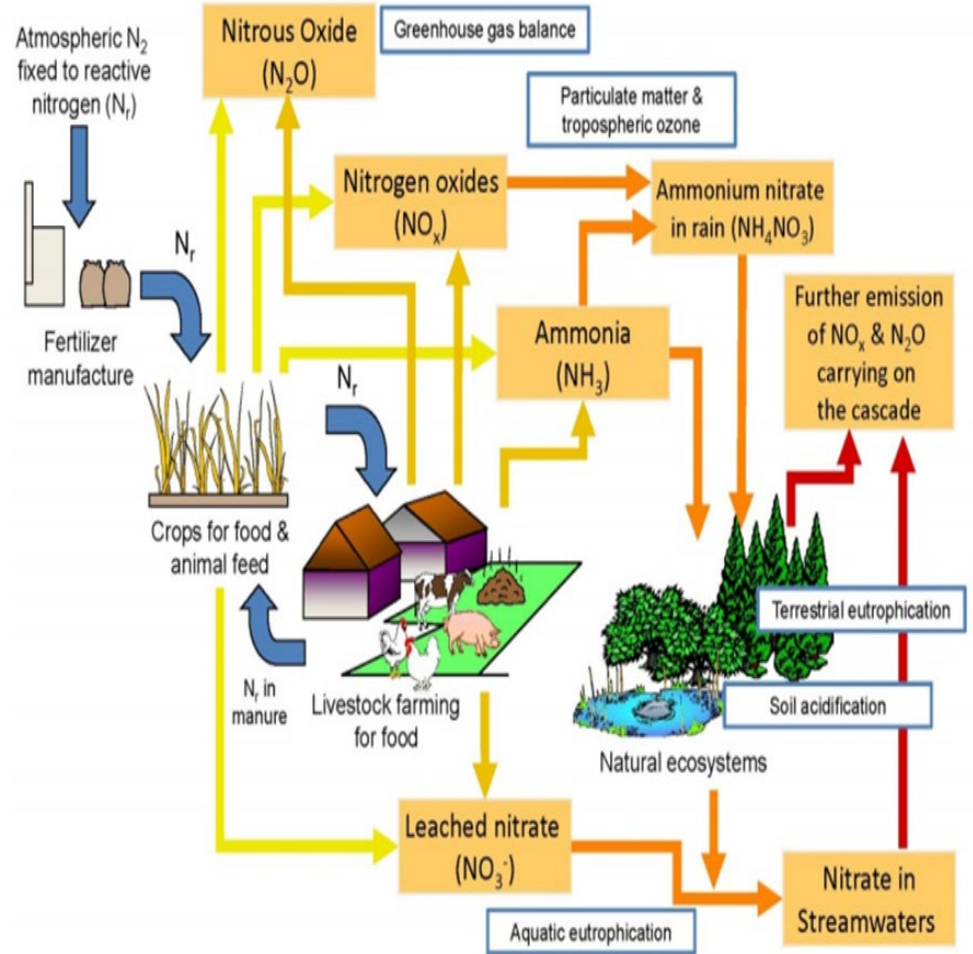 Atmospheric N₂
fixed to reactive
nitrogen (Nᵣ)
Nitrous Oxide
(N₂O)
Greenhouse gas balance
Particulate matter &
tropospheric ozone
Nitrogen oxides
(NOₓ)
Ammonium nitrate
in rain (NH₄NO₃)
Nᵣ
Fertilizer
manufacture
Ammonia
(NH₃)
Further emission
of NOₓ & N₂O
carrying on
the cascade
Nᵣ
Crops for food &
animal feed
Nᵣ in
manure
Livestock farming
for food
Terrestrial eutrophication
Soil acidification
Natural ecosystems
Leached nitrate
(NO₃⁻)
Nitrate in
Streamwaters
Aquatic eutrophication